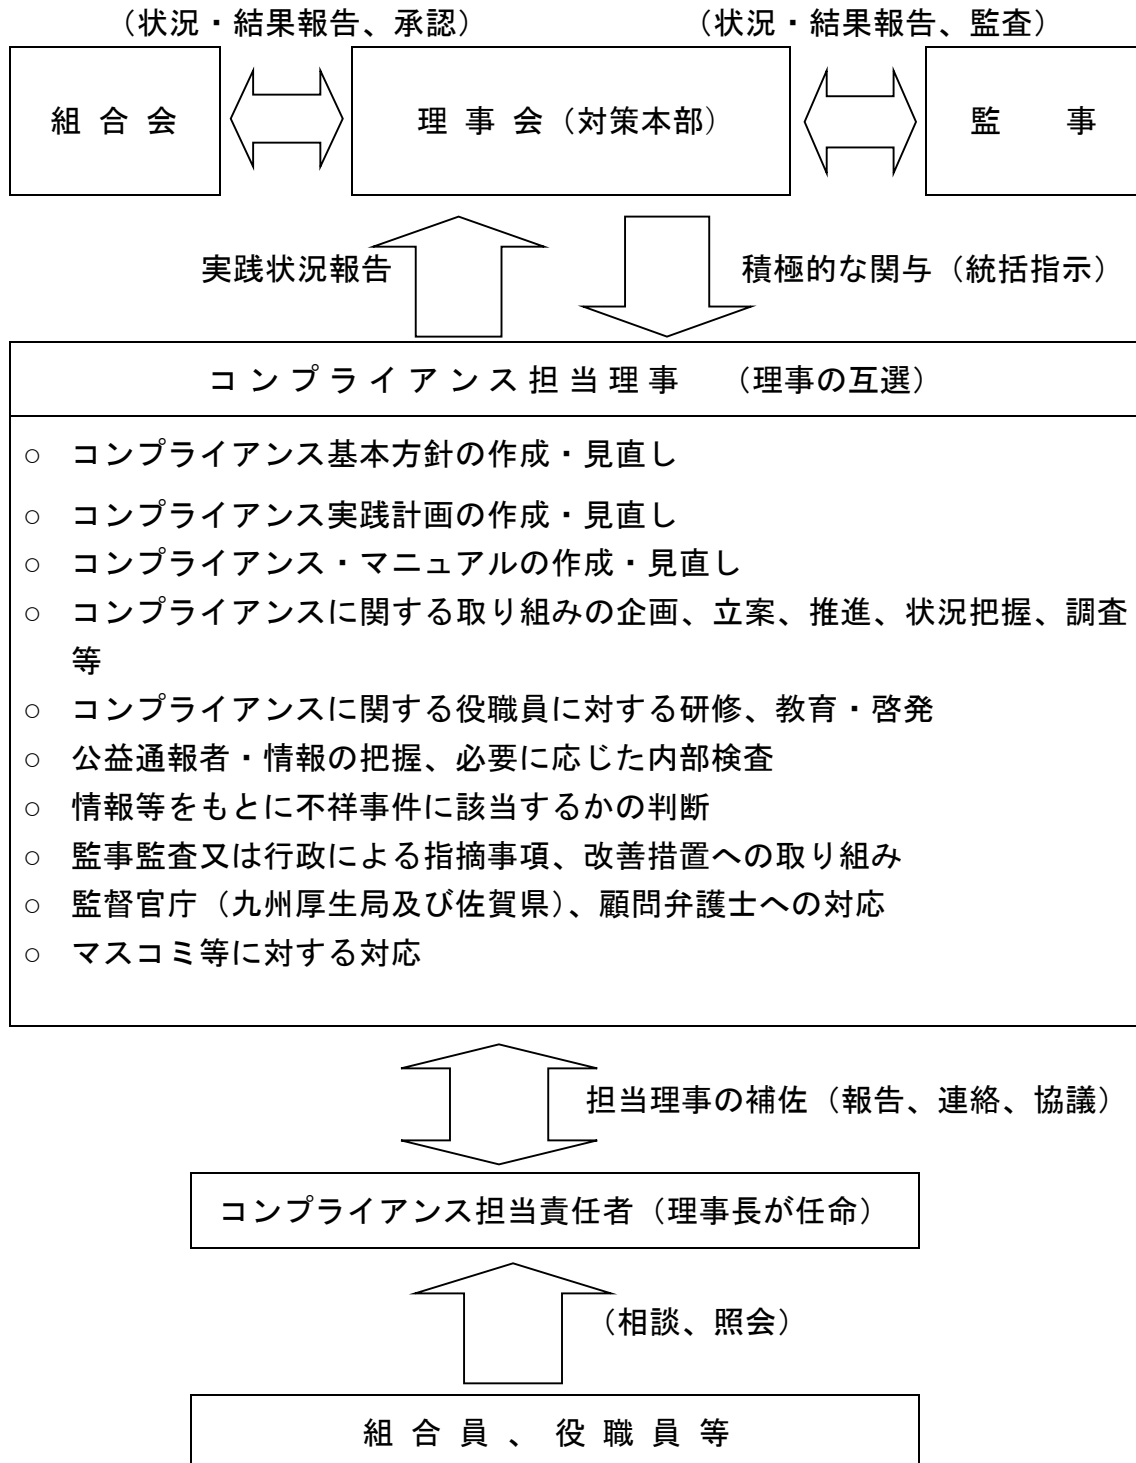 （状況・結果報告、承認）　（状況・結果報告、監査）
組 合 会　理 事 会（対策本部）　監　事
実践状況報告　積極的な関与（統括指示）
コ ン プ ラ イ ア ン ス 担 当 理 事　（理事の互選）
○　コンプライアンス基本方針の作成・見直し
○　コンプライアンス実践計画の作成・見直し
○　コンプライアンス・マニュアルの作成・見直し
○　コンプライアンスに関する取り組みの企画、立案、推進、状況把握、調査
等
○　コンプライアンスに関する役職員に対する研修、教育・啓発
○　公益通報者・情報の把握、必要に応じた内部検査
○　情報等をもとに不祥事件に該当するかの判断
○　監事監査又は行政による指摘事項、改善措置への取り組み
○　監督官庁（九州厚生局及び佐賀県）、顧問弁護士への対応
○　マスコミ等に対する対応
担当理事の補佐（報告、連絡、協議）
コンプライアンス担当責任者（理事長が任命）
（相談、照会）
組 合 員 、 役 職 員 等